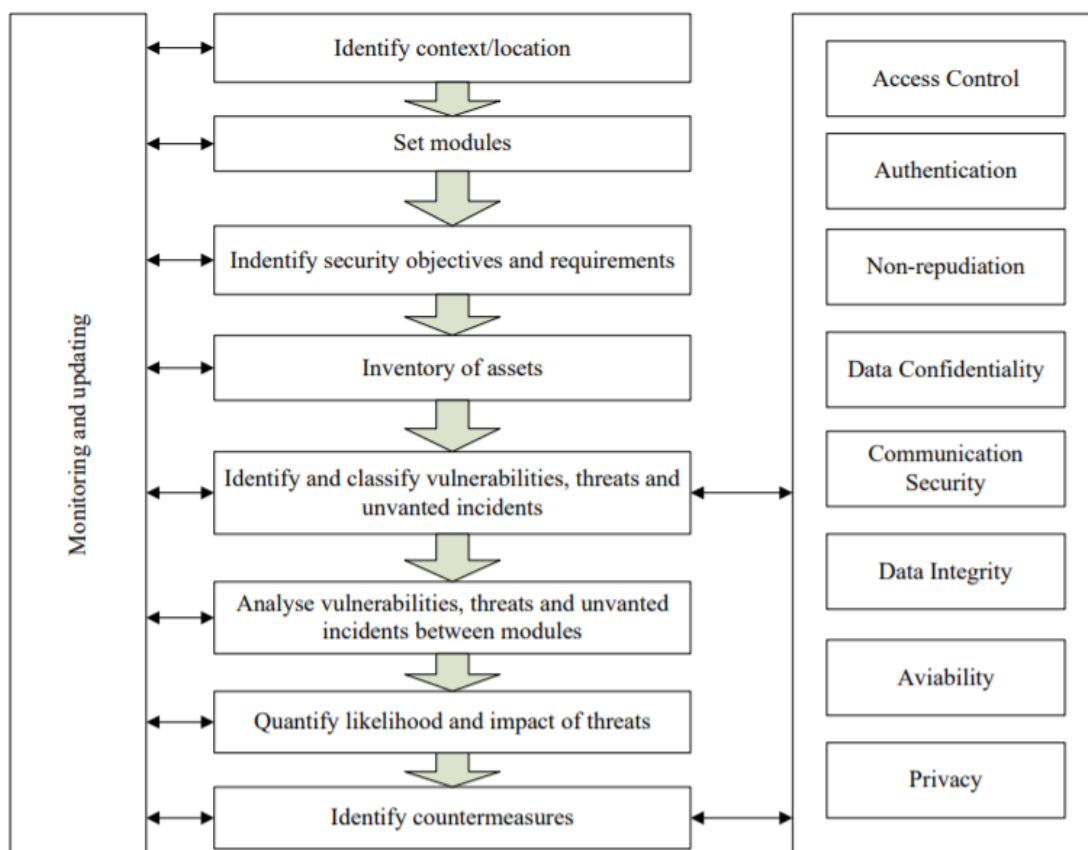 Identify context/location
Set modules
Indentify security objectives and requirements
Inventory of assets
Identify and classify vulnerabilities, threats and
unvanted incidents
Analyse vulnerabilities, threats and unvanted
incidents between modules
Quantify likelihood and impact of threats
Identify countermeasures
Monitoring and updating
Access Control
Authentication
Non-repudiation
Data Confidentiality
Communication
Security
Data Integrity
Aviability
Privacy